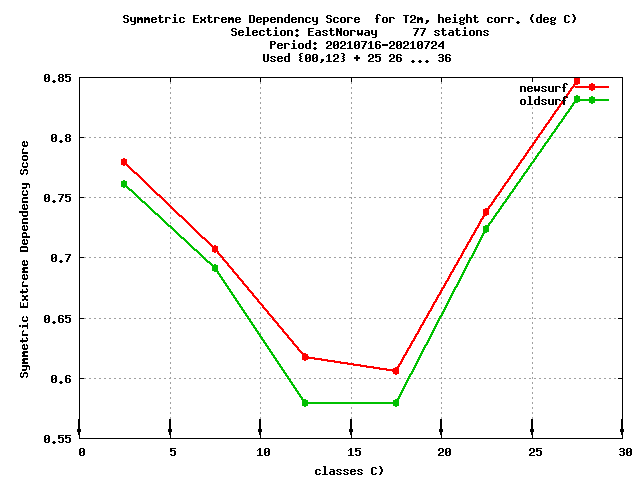 Symmetric Extreme Dependency Score  for T2m, height corr. (deg C)
Selection: EastNorway     77 stations
Period: 20210716-20210724
Used {00,12} + 25 26 ... 36
newsurf
oldsurf
0.85
0.8
0.75
0.7
0.65
0.6
0.55
Symmetric Extreme Dependency Score
0 5 10 15 20 25 30
classes C)